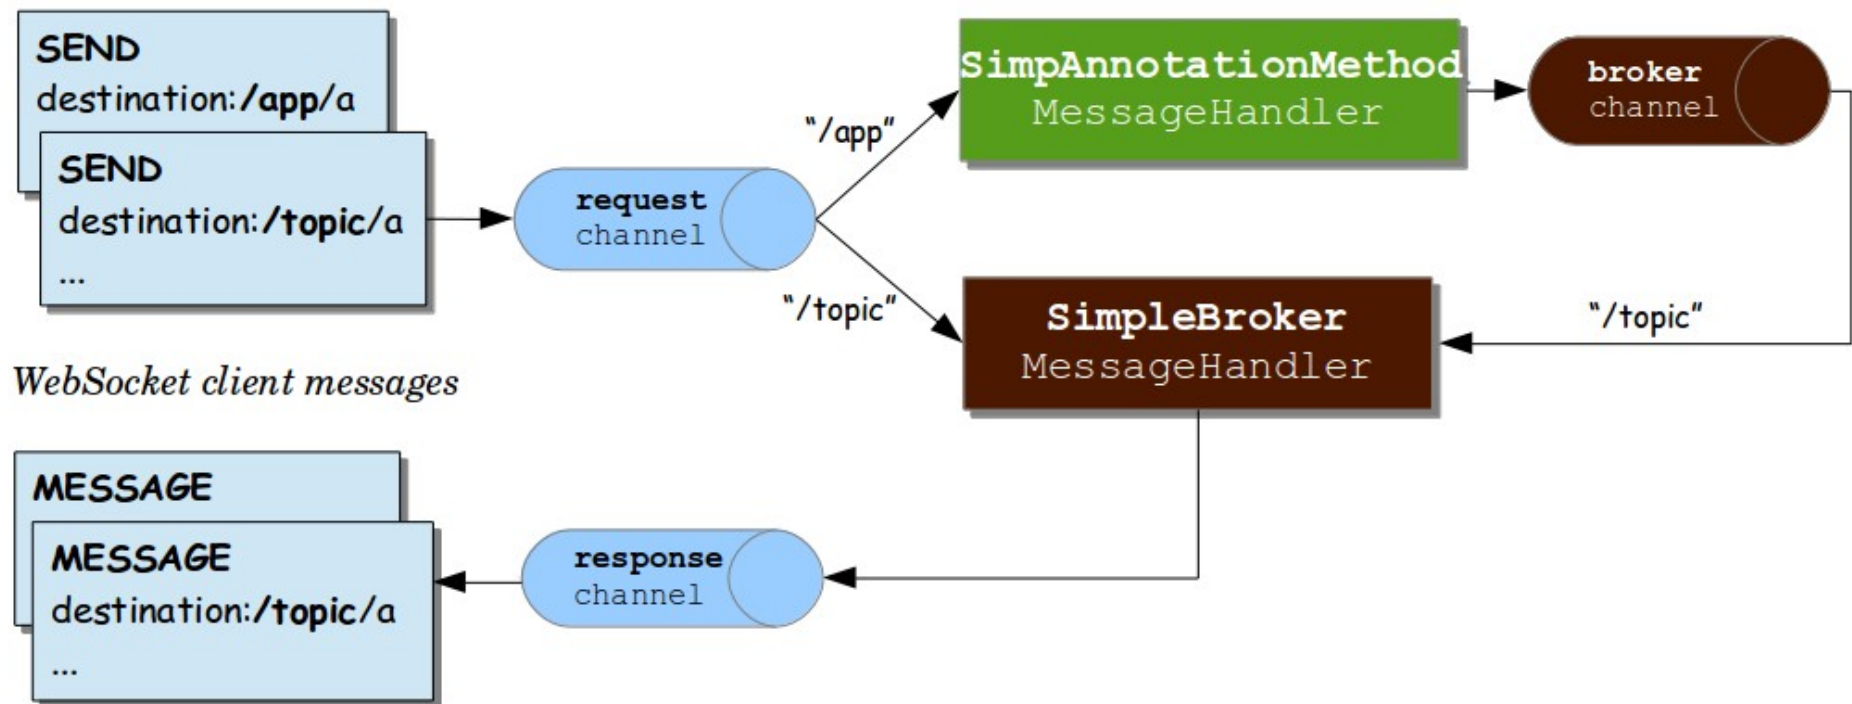 SEND
destination:/app/a
SEND
destination:/topic/a
...
request
channel
“/app”
“/topic”
SimpAnnotationMethod
MessageHandler
broker
channel
SimpleBroker
MessageHandler
“/topic”
WebSocket client messages
MESSAGE
MESSAGE
destination:/topic/a
...
response
channel